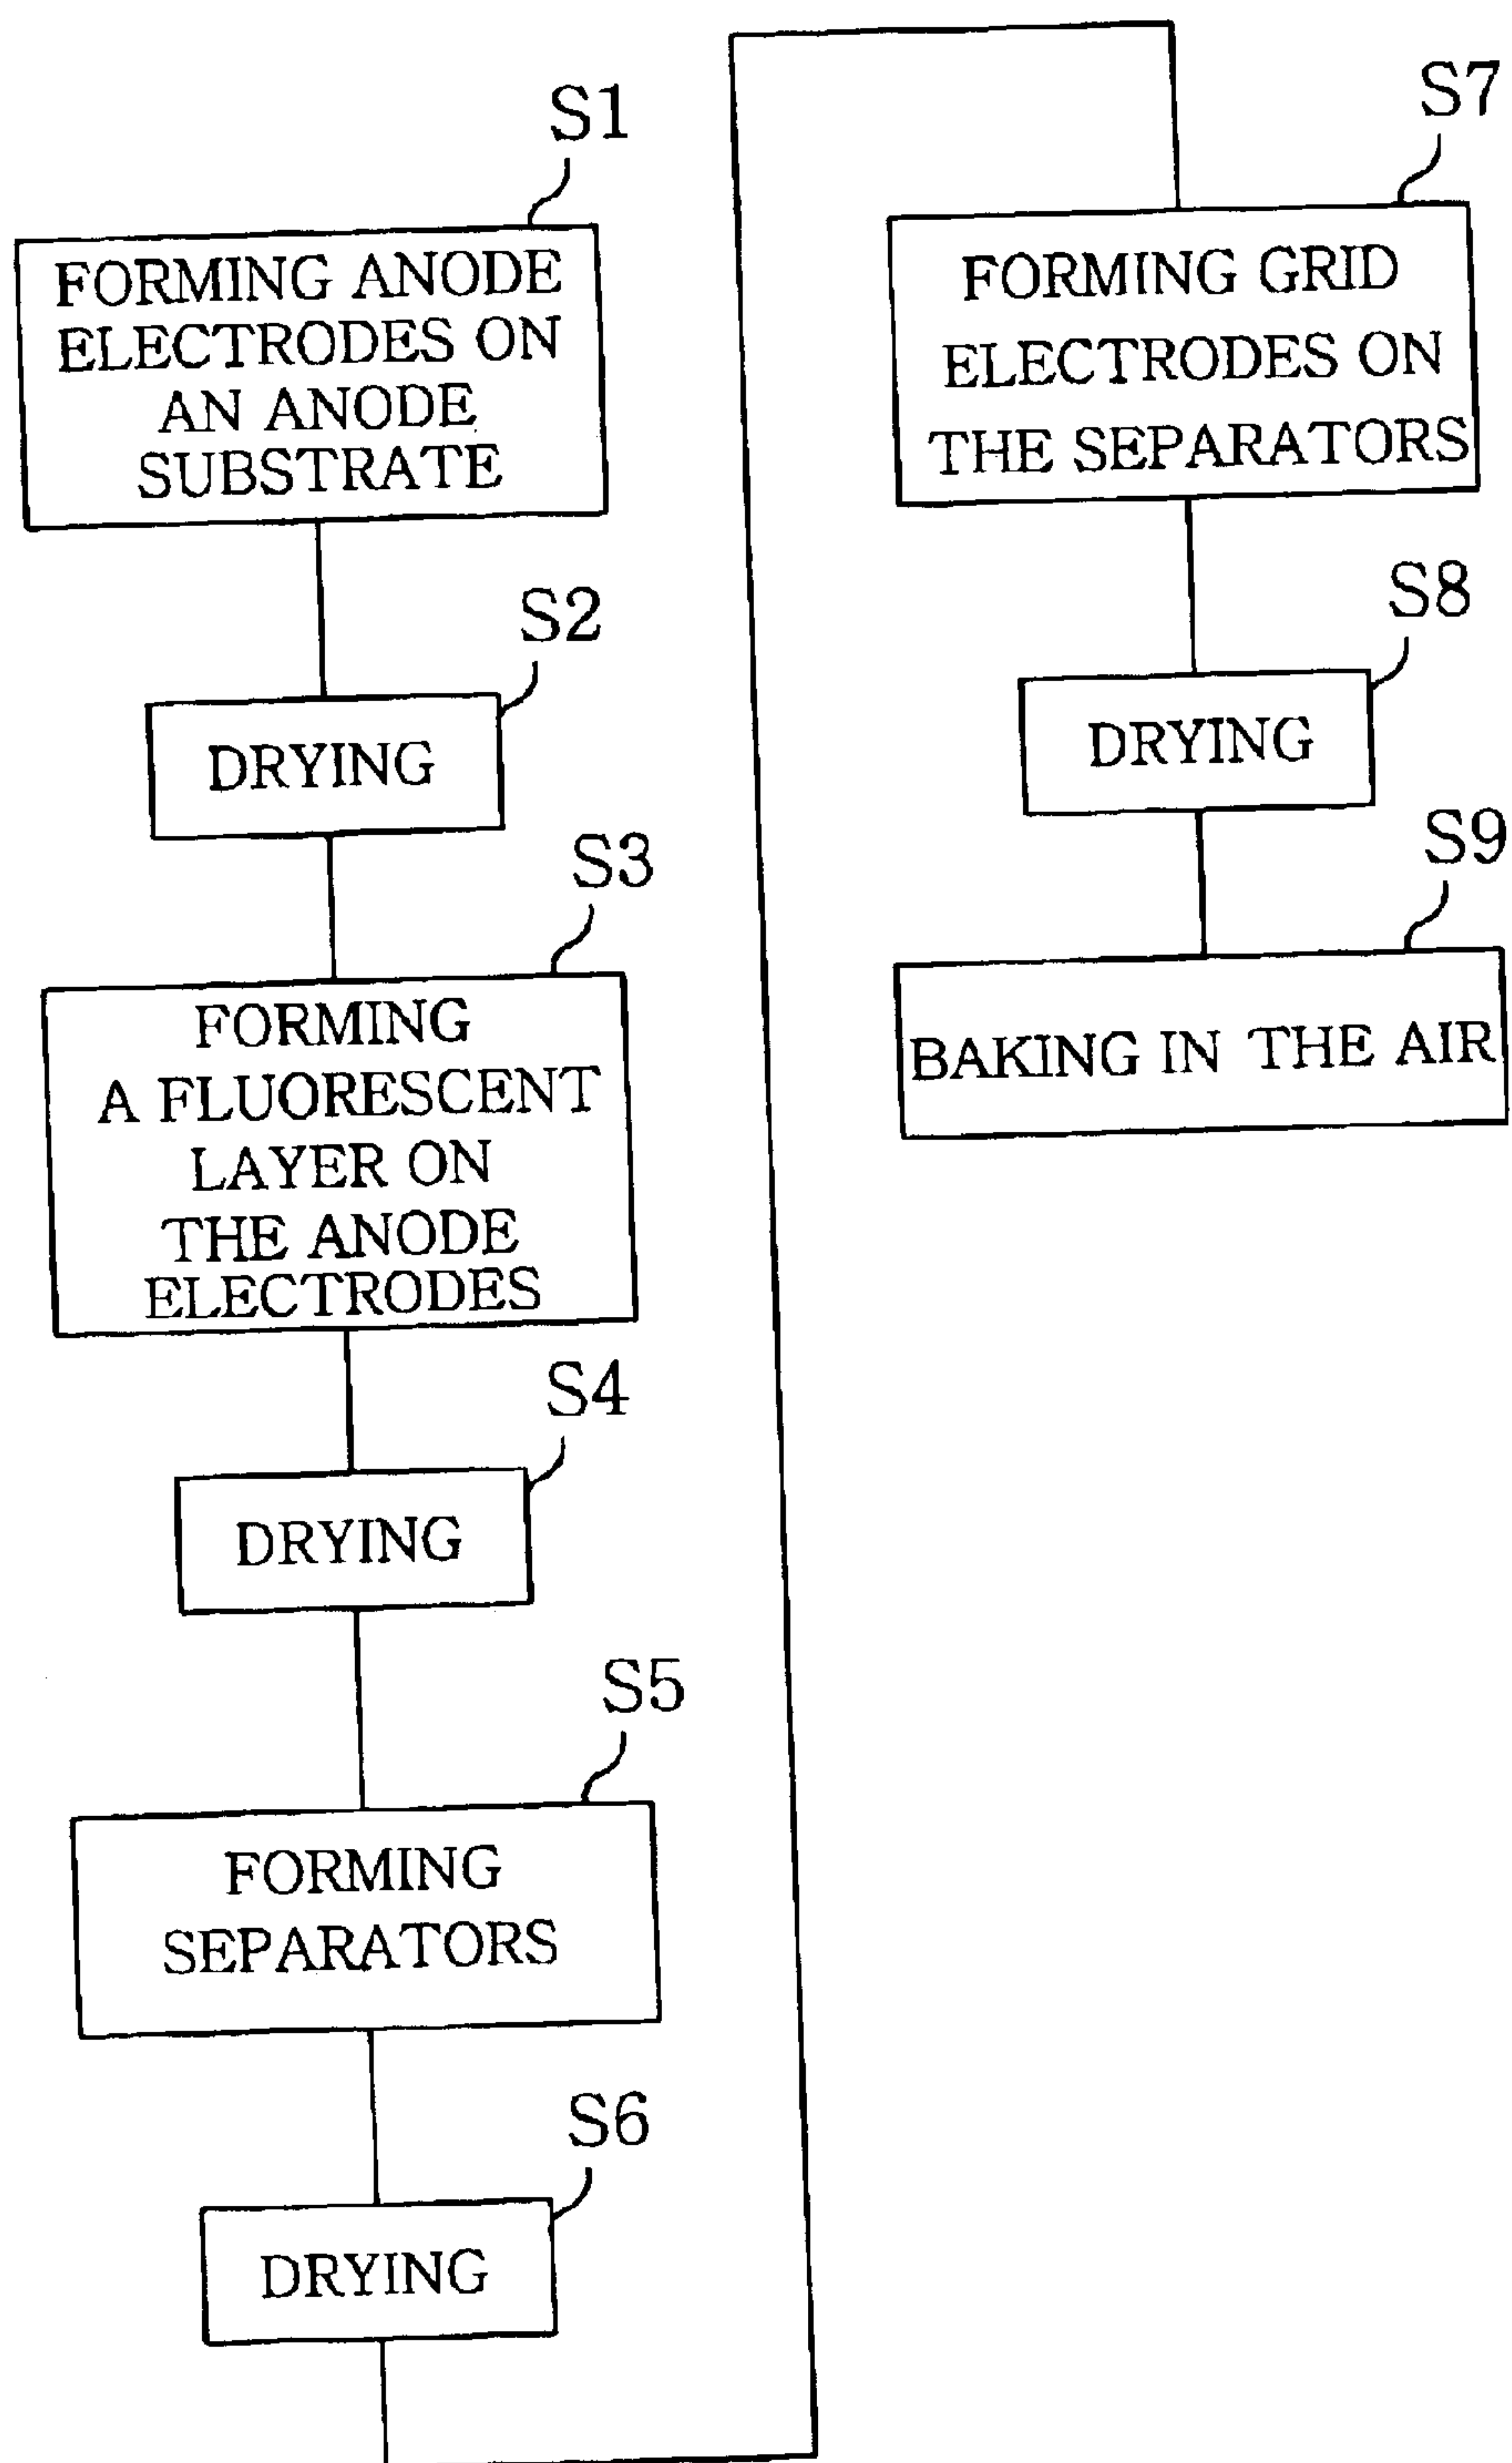 S1
FORMING ANODE
ELECTRODES ON
AN ANODE
SUBSTRATE
S2
DRYING
S3
FORMING
A FLUORESCENT
LAYER ON
THE ANODE
ELECTRODES
S4
DRYING
S5
FORMING
SEPARATORS
S6
DRYING
S7
FORMING GRID
ELECTRODES ON
THE SEPARATORS
S8
DRYING
S9
BAKING IN THE AIR